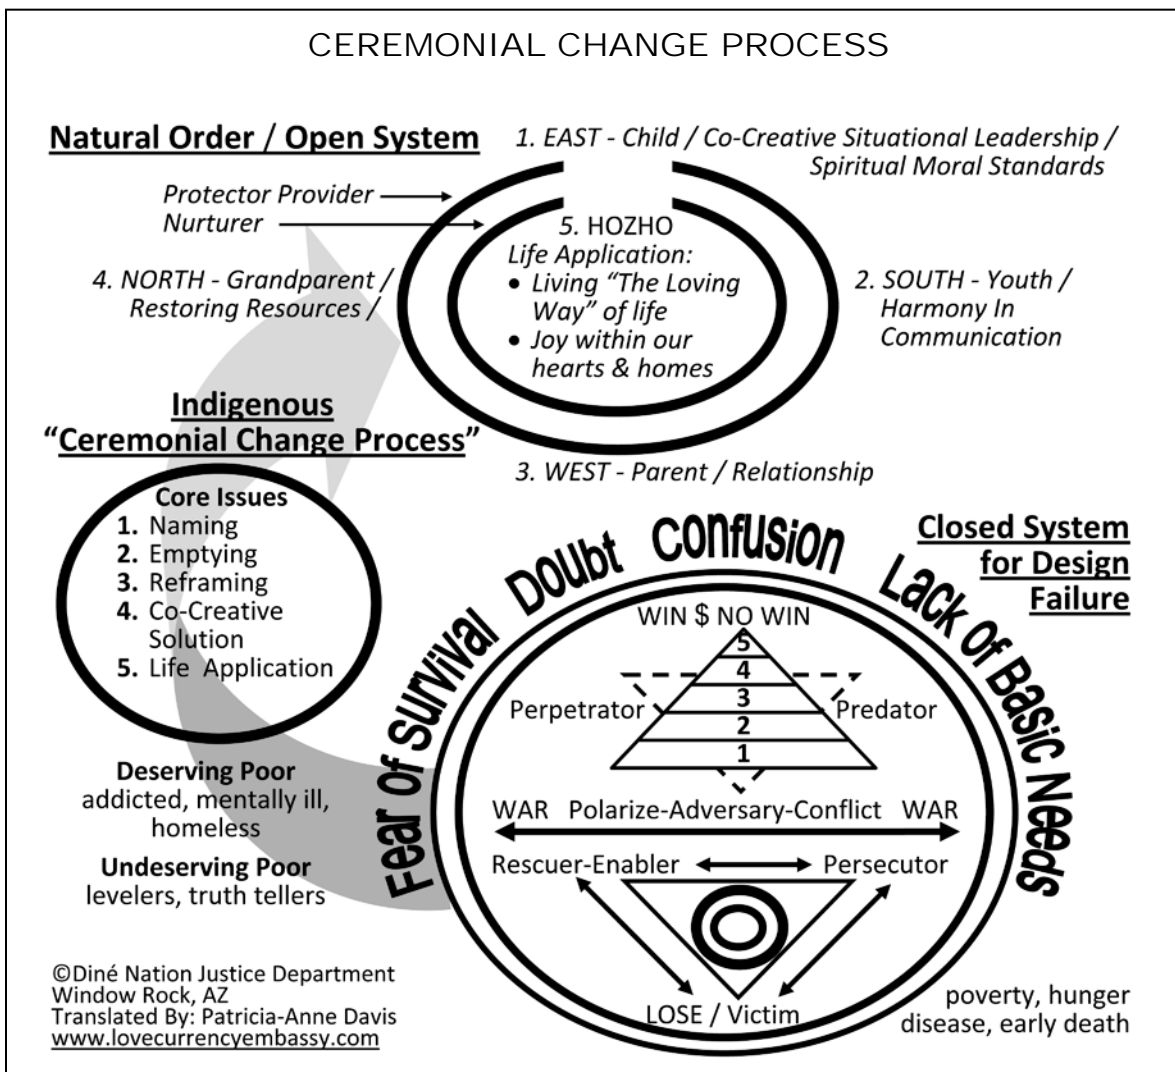 CEREMONIAL CHANGE PROCESS
Natural Order / Open System
1. EAST - Child / Co-Creative Situational Leadership /
Spiritual Moral Standards
Protector Provider
Nurturer
5. HOZHO
Life Application:
• Living "The Loving
Way" of life
• Joy within our
hearts & homes
4. NORTH - Grandparent /
Restoring Resources /
2. SOUTH - Youth /
Harmony In
Communication
3. WEST - Parent / Relationship
Indigenous
"Ceremonial Change Process"
Core Issues
1. Naming
2. Emptying
3. Reframing
4. Co-Creative
Solution
5. Life Application
Deserving Poor
addicted, mentally ill,
homeless
Undeserving Poor
levelers, truth tellers
Closed System
for Design
Failure
Fear Of Survival Doubt Confusion Lack Of Basic Needs
WIN $ NO WIN
5
4
3
2
1
Perpetrator
Predator
WAR Polarize-Adversary-Conflict WAR
Rescuer-Enabler
Persecutor
LOSE / Victim
poverty, hunger
disease, early death
©Diné Nation Justice Department
Window Rock, AZ
Translated By: Patricia-Anne Davis
www.lovecurrencyembassy.com